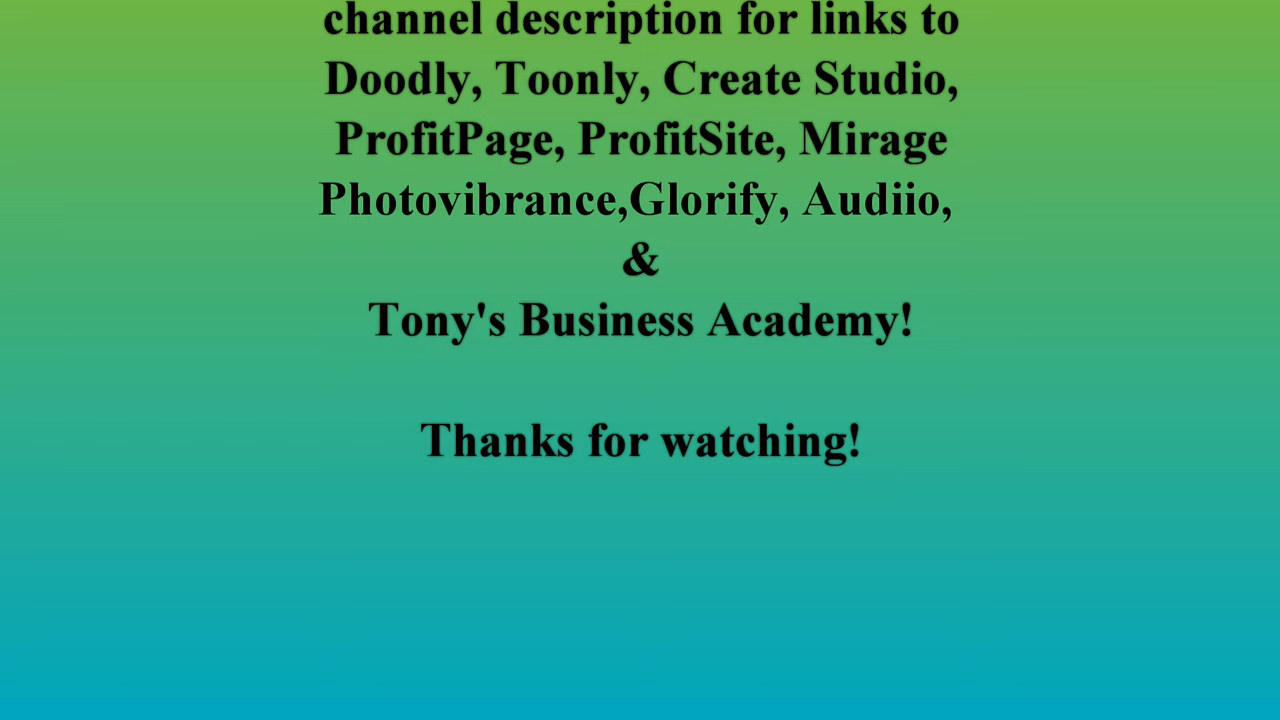 channel description for links to
Doodly, Toonly, Create Studio,
ProfitPage, ProfitSite, Mirage
Photovibrance,Glorify, Audiio,
&
Tony's Business Academy!
Thanks for watching!